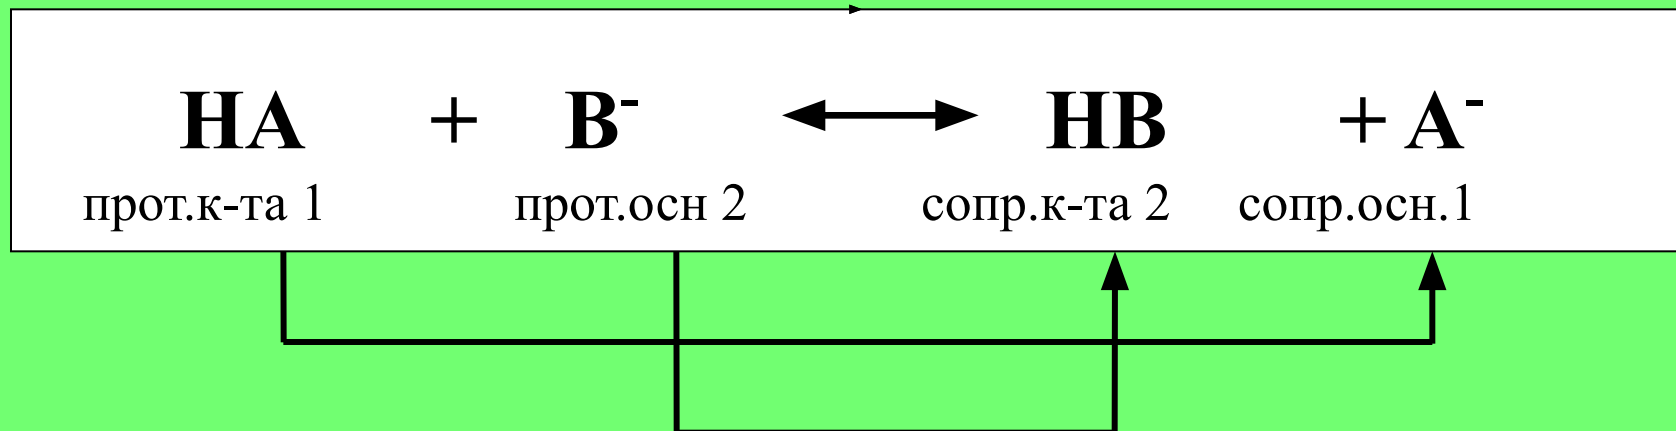 HA + B⁻ ⟷ HB + A⁻
прот.к-та 1 прот.осн 2 сопр.к-та 2 сопр.осн.1